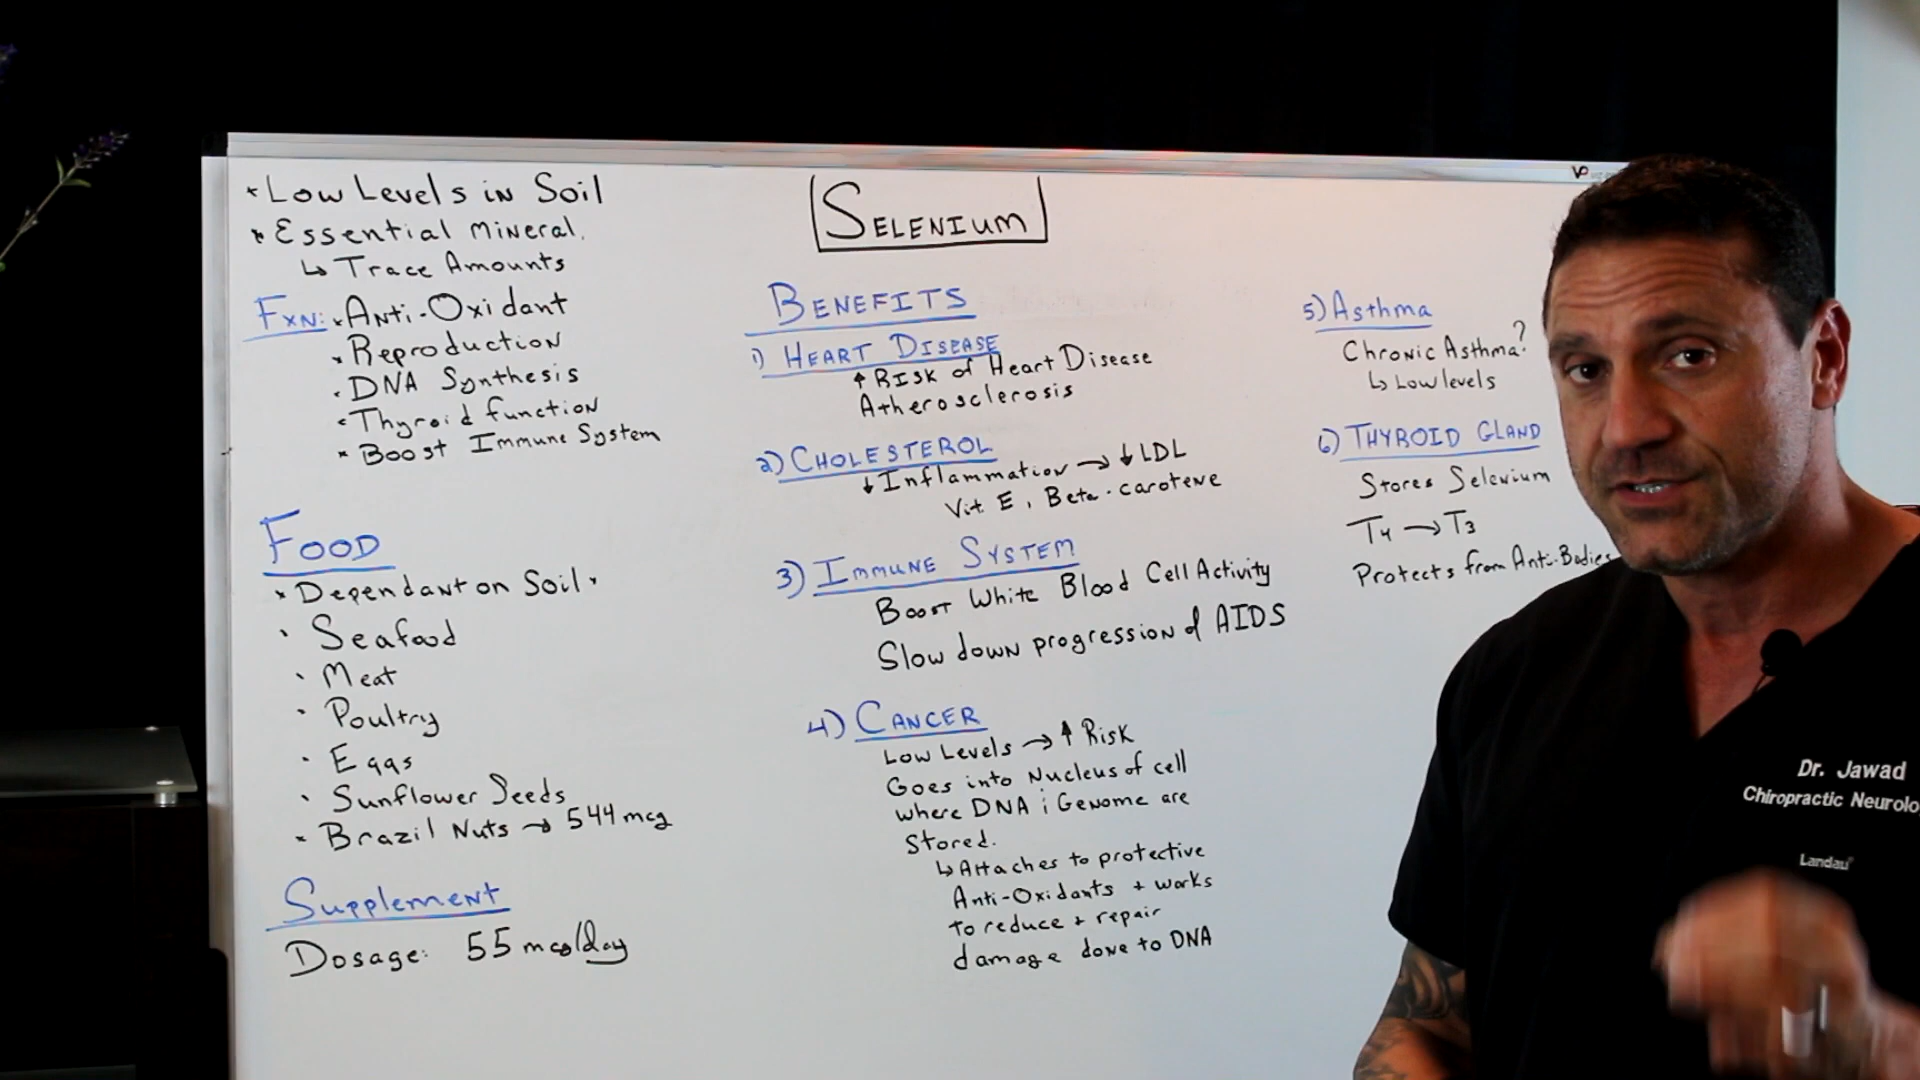 * Low Levels in Soil
* Essential Mineral.
↳ Trace Amounts
Fxn: * Anti-Oxidant
* Reproduction
• DNA Synthesis
• Thyroid function
* Boost Immune System
Food
* Dependant on Soil *
• Seafood
• Meat
• Poultry
• Eggs
• Sunflower Seeds
* Brazil Nuts → 544 mcg
Supplement
Dosage: 55 mcg/day
Selenium
Benefits
1) Heart Disease
↑ Risk of Heart Disease
Atherosclerosis
2) Cholesterol
↓ Inflammation → ↓ LDL
Vit E, Beta-carotene
3) Immune System
Boost White Blood Cell Activity
Slow down progression of AIDS
4) Cancer
Low Levels → ↑ Risk
Goes into Nucleus of cell
where DNA i Genome are
Stored.
↳ Attaches to protective
Anti-Oxidants + works
to reduce + repair
damage done to DNA
5) Asthma
Chronic Asthma?
↳ Low levels
6) Thyroid Gland
Stores Selenium
T4 → T3
Protects from Anti-Bodies
VP
Dr. Jawad
Chiropractic Neurolo
Landau